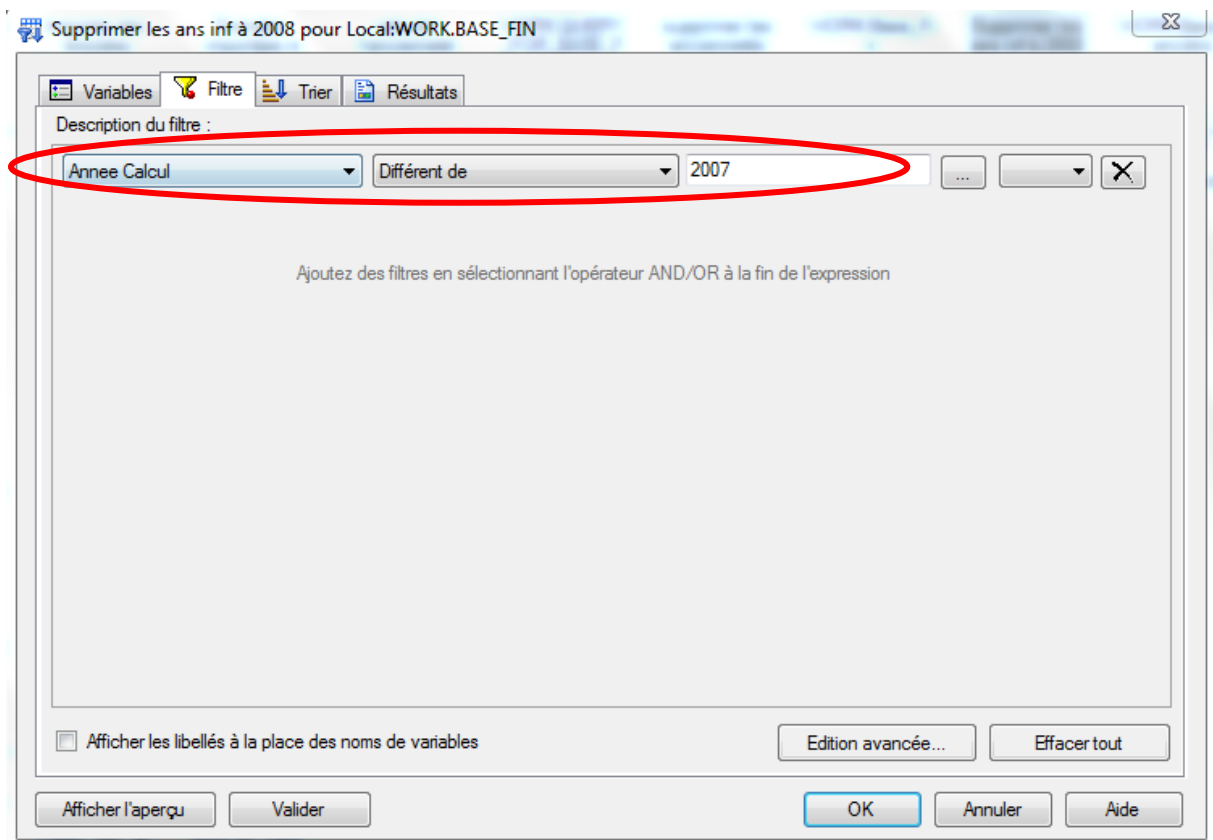 Supprimer les ans inf à 2008 pour Local:WORK.BASE_FIN
Variables Filtre Trier Résultats
Description du filtre :
Annee Calcul Différent de 2007 ...
Ajoutez des filtres en sélectionnant l'opérateur AND/OR à la fin de l'expression
Afficher les libellés à la place des noms de variables Edition avancée... Effacer tout
Afficher l'aperçu Valider OK Annuler Aide